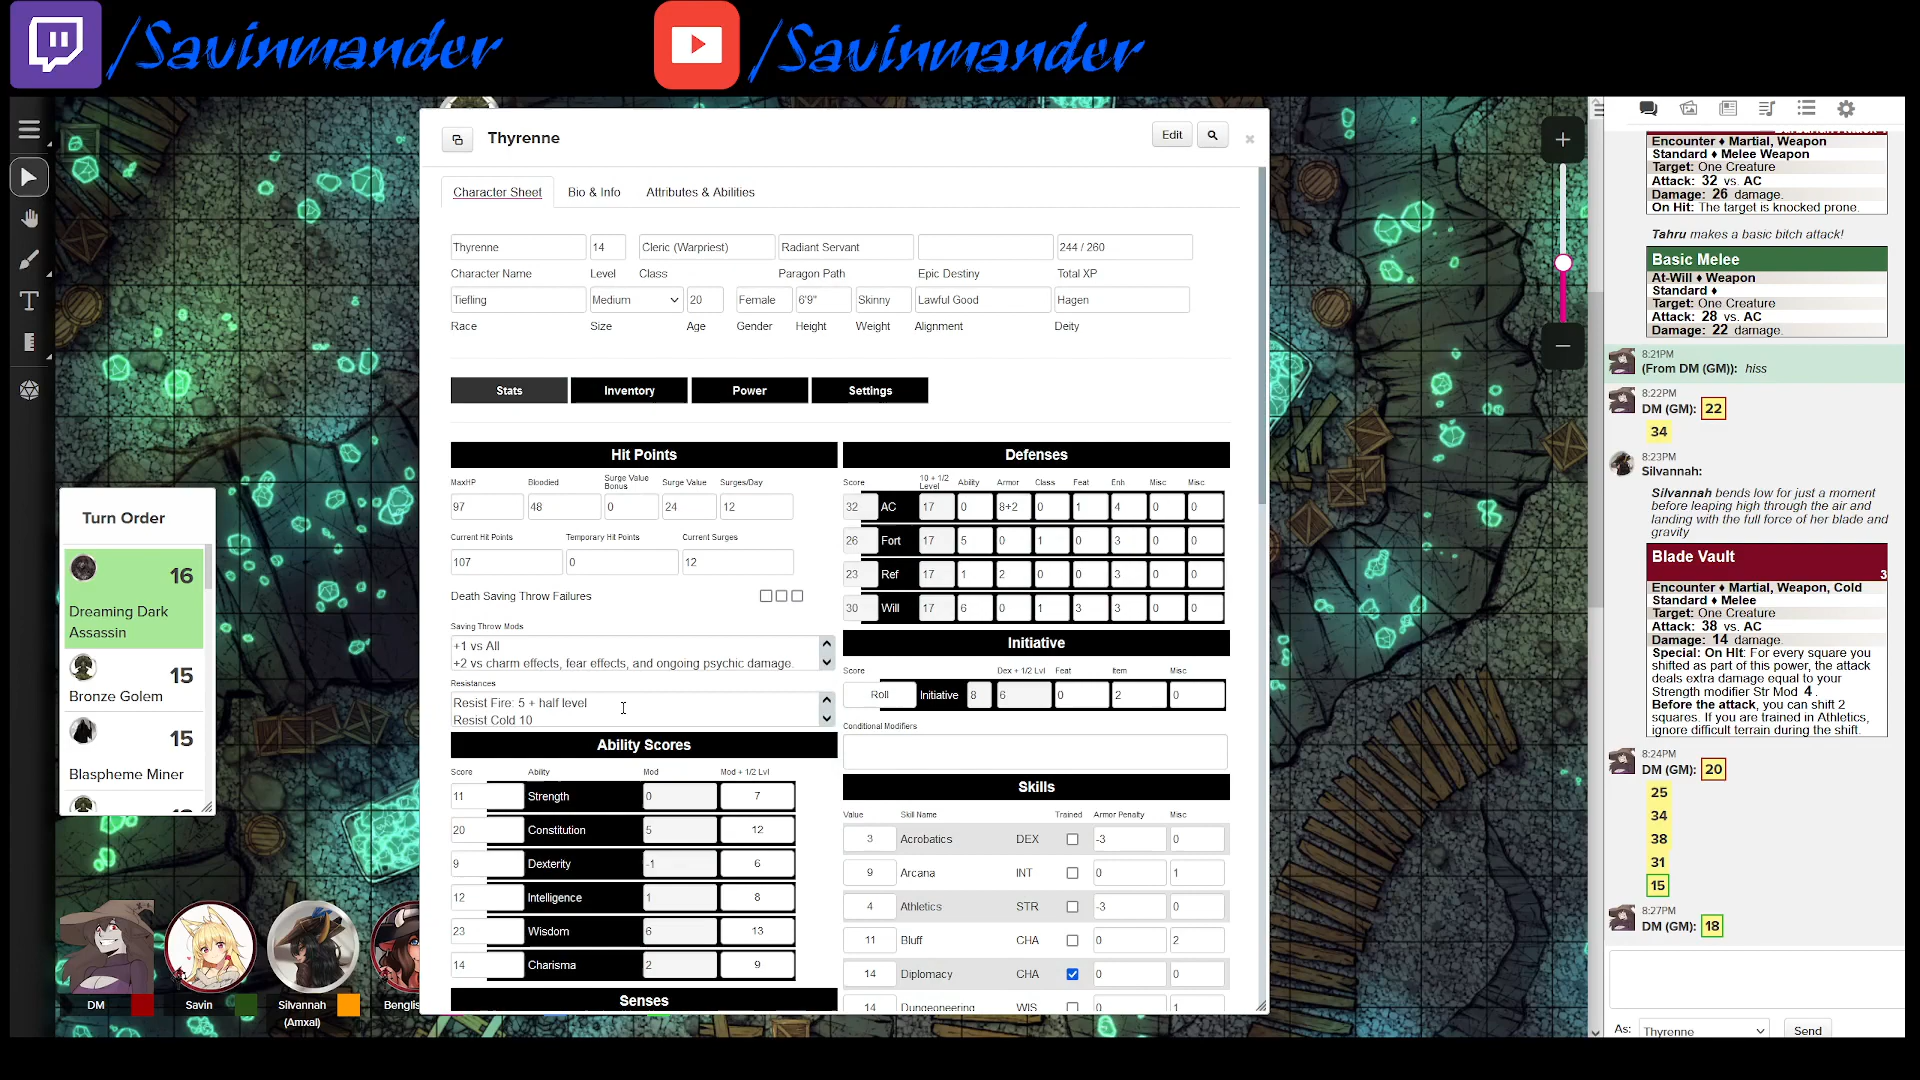 /Savinmander /Savinmander
Thyrenne Edit
Character Sheet Bio & Info Attributes & Abilities
Thyrenne 14 Cleric (Warpriest) Radiant Servant 244 / 260
Character Name Level Class Paragon Path Epic Destiny Total XP
Tiefling Medium 20 Female 6'9" Skinny Lawful Good Hagen
Race Size Age Gender Height Weight Alignment Deity
Stats Inventory Power Settings
Hit Points
MaxHP Bloodied Surge Value Bonus Surge Value Surges/Day
97 48 0 24 12
Current Hit Points Temporary Hit Points Current Surges
107 0 12
Death Saving Throw Failures
Saving Throw Mods
+1 vs All
+2 vs charm effects, fear effects, and ongoing psychic damage.
Resistances
Resist Fire: 5 + half level
Resist Cold 10
Ability Scores
Score Ability Mod Mod + 1/2 Lvl
11 Strength 0 7
20 Constitution 5 12
9 Dexterity -1 6
12 Intelligence 1 8
23 Wisdom 6 13
14 Charisma 2 9
Senses
Defenses
Score 10 + 1/2 Level Ability Armor Class Feat Enh Misc Misc
32 AC 17 0 8+2 0 1 4 0 0
26 Fort 17 5 0 1 0 3 0 0
23 Ref 17 1 2 0 0 3 0 0
30 Will 17 6 0 1 3 3 0 0
Initiative
Score Dex + 1/2 Lvl Feat Item Misc
Roll Initiative 8 6 0 2 0
Conditional Modifiers
Skills
Value Skill Name Trained Armor Penalty Misc
3 Acrobatics DEX -3 0
9 Arcana INT 0 1
4 Athletics STR -3 0
11 Bluff CHA 0 2
14 Diplomacy CHA 0 0
14 Dungeoneering WIS 0 1
Turn Order
16
Dreaming Dark
Assassin
15
Bronze Golem
15
Blaspheme Miner
DM Savin Silvannah
(Amxal)
Benglis
Encounter ♦ Martial, Weapon
Standard ♦ Melee Weapon
Target: One Creature
Attack: 32 vs. AC
Damage: 26 damage.
On Hit: The target is knocked prone.
Tahru makes a basic bitch attack!
Basic Melee
At-Will ♦ Weapon
Standard ♦
Target: One Creature
Attack: 28 vs. AC
Damage: 22 damage.
8:21PM
(From DM (GM)): hiss
8:22PM
DM (GM): 22
34
8:23PM
Silvannah:
Silvannah bends low for just a moment
before leaping high through the air and
landing with the full force of her blade and
gravity
Blade Vault
3
Encounter ♦ Martial, Weapon, Cold
Standard ♦ Melee
Target: One Creature
Attack: 38 vs. AC
Damage: 14 damage.
Special: On HIt: For every square you
shifted as part of this power, the attack
deals extra damage equal to your
Strength modifier Str Mod 4 .
Before the attack, you can shift 2
squares. If you are trained in Athletics,
ignore difficult terrain during the shift.
8:24PM
DM (GM): 20
25
34
38
31
15
8:27PM
DM (GM): 18
As: Thyrenne Send